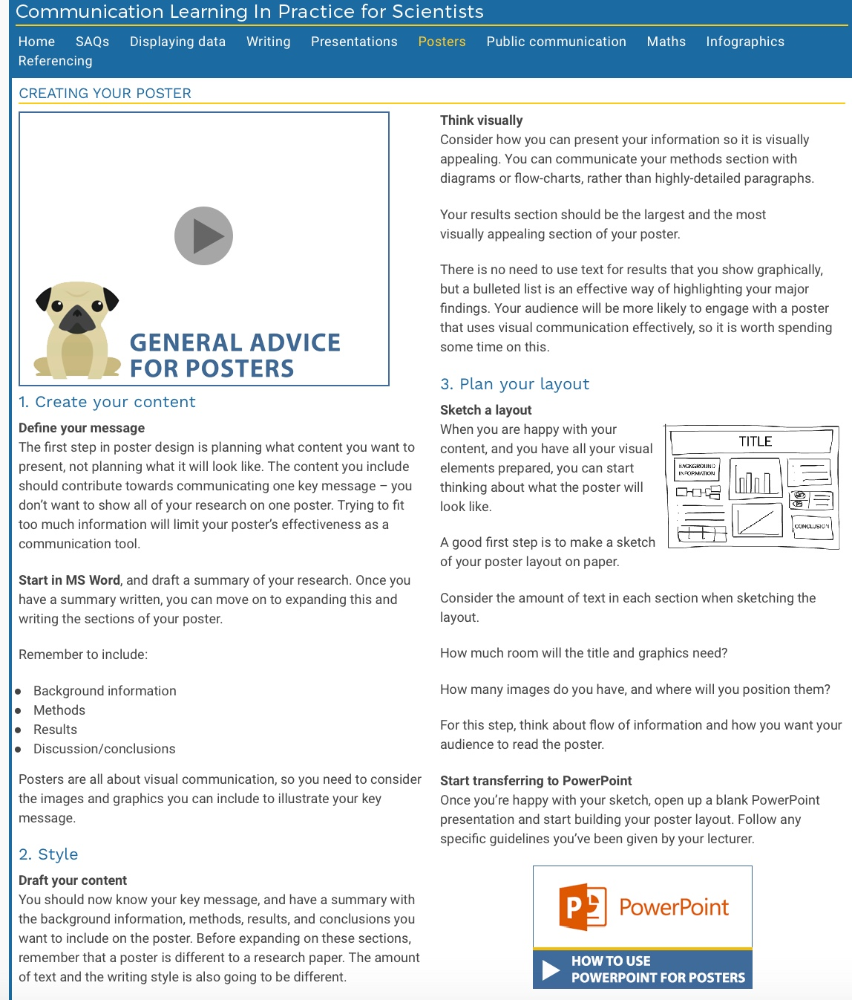 Communication Learning In Practice for Scientists
Home SAQs Displaying data Writing Presentations Posters Public communication Maths Infographics
Referencing
CREATING YOUR POSTER
GENERAL ADVICE
FOR POSTERS
1. Create your content
Define your message
The first step in poster design is planning what content you want to
present, not planning what it will look like. The content you include
should contribute towards communicating one key message – you
don’t want to show all of your research on one poster. Trying to fit
too much information will limit your poster’s effectiveness as a
communication tool.
Start in MS Word, and draft a summary of your research. Once you
have a summary written, you can move on to expanding this and
writing the sections of your poster.
Remember to include:
● Background information
● Methods
● Results
● Discussion/conclusions
Posters are all about visual communication, so you need to consider
the images and graphics you can include to illustrate your key
message.
2. Style
Draft your content
You should now know your key message, and have a summary with
the background information, methods, results, and conclusions you
want to include on the poster. Before expanding on these sections,
remember that a poster is different to a research paper. The amount
of text and the writing style is also going to be different.
Think visually
Consider how you can present your information so it is visually
appealing. You can communicate your methods section with
diagrams or flow-charts, rather than highly-detailed paragraphs.
Your results section should be the largest and the most
visually appealing section of your poster.
There is no need to use text for results that you show graphically,
but a bulleted list is an effective way of highlighting your major
findings. Your audience will be more likely to engage with a poster
that uses visual communication effectively, so it is worth spending
some time on this.
3. Plan your layout
Sketch a layout
When you are happy with your
content, and you have all your visual
elements prepared, you can start
thinking about what the poster will
look like.
A good first step is to make a sketch
of your poster layout on paper.
TITLE
BACKGROUND
INFORMATION
CONCLUSION
Consider the amount of text in each section when sketching the
layout.
How much room will the title and graphics need?
How many images do you have, and where will you position them?
For this step, think about flow of information and how you want your
audience to read the poster.
Start transferring to PowerPoint
Once you’re happy with your sketch, open up a blank PowerPoint
presentation and start building your poster layout. Follow any
specific guidelines you’ve been given by your lecturer.
P PowerPoint
HOW TO USE
POWERPOINT FOR POSTERS